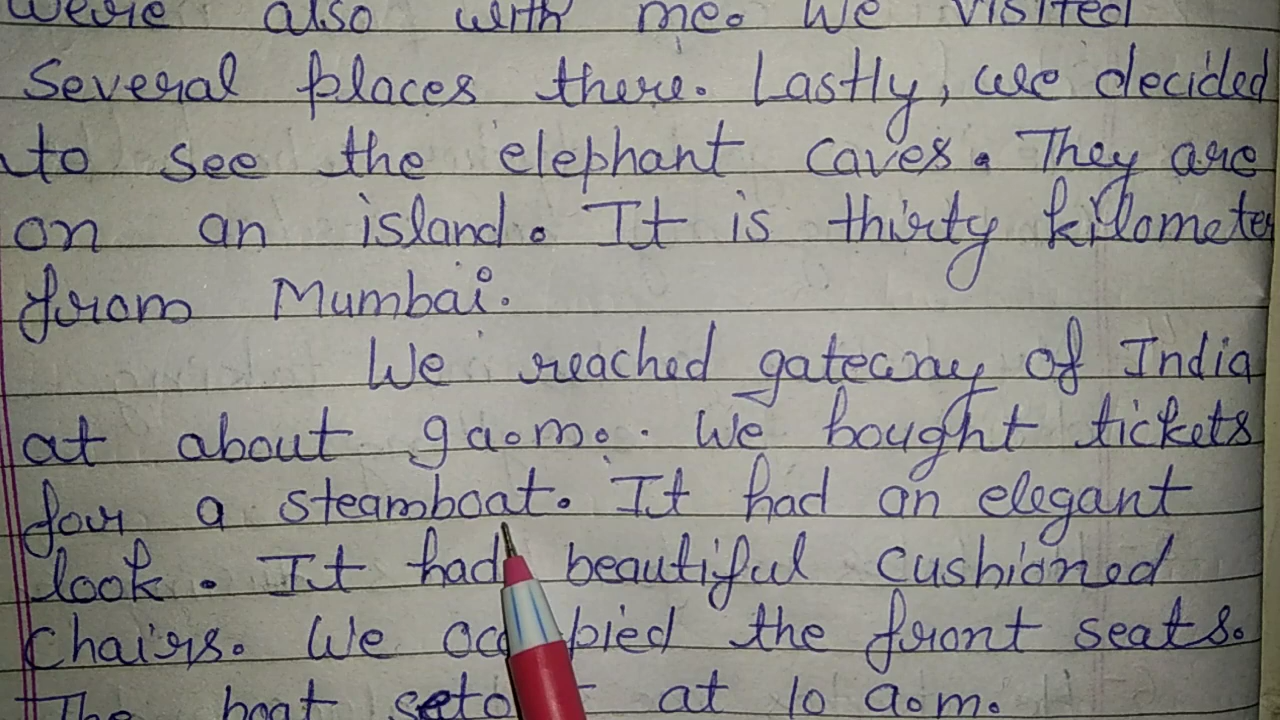 were also with me. We visited
Several places there. Lastly, we decided
to see the elephant caves. They are
on an island. It is thirty kilometer
from Mumbai.
We reached gateway of India
at about 9 a.m. We bought tickets
for a steamboat. It had an elegant
look. It had beautiful cushioned
Chairs. We occupied the front seats.
The boat at 10 a.m.